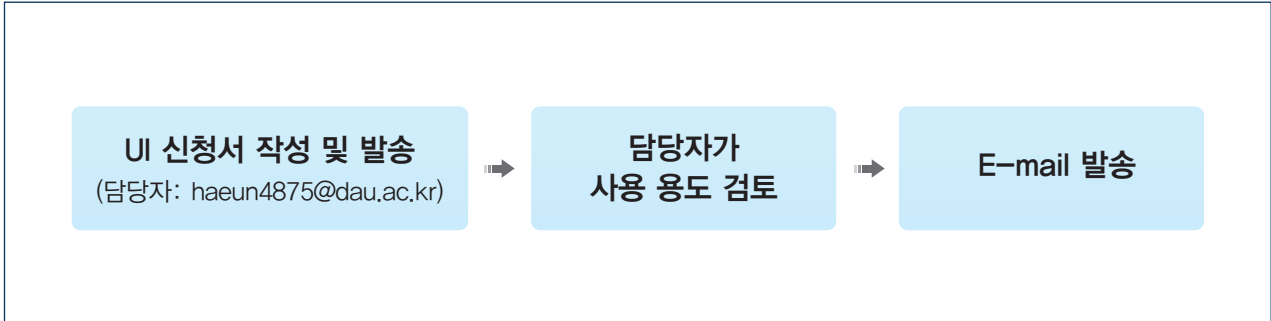 UI 신청서 작성 및 발송
(담당자: haeun4875@dau.ac.kr)
담당자가
사용 용도 검토
E-mail 발송